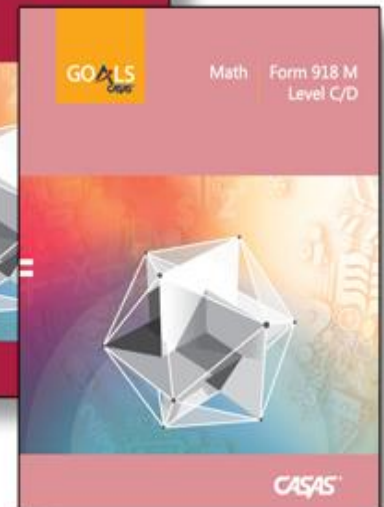 GOALS
CASAS
Math
Form 918 M
Level C/D
CASAS